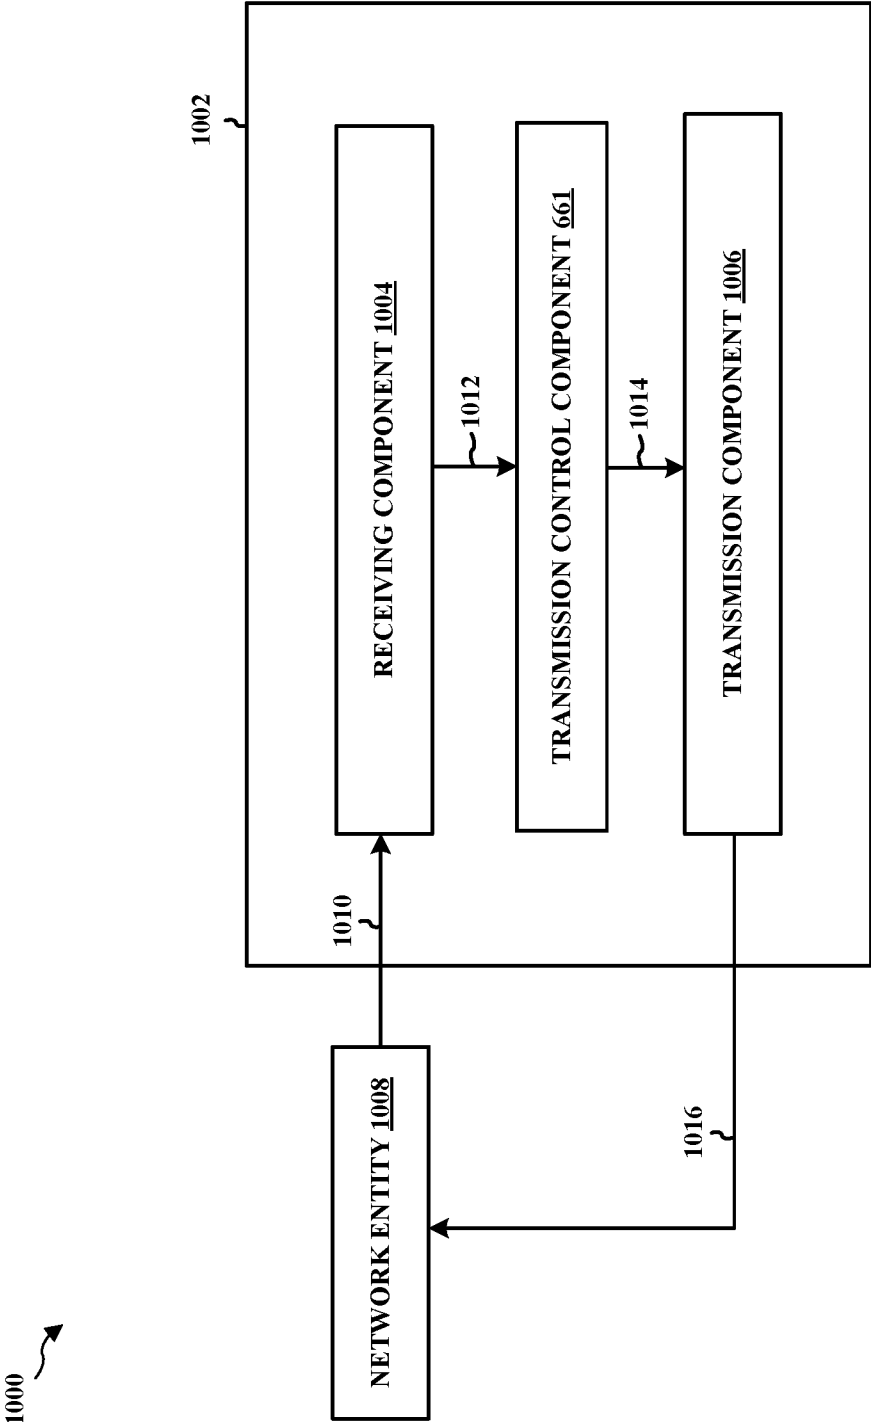 1000
1002
NETWORK ENTITY 1008
1010
RECEIVING COMPONENT 1004
1012
TRANSMISSION CONTROL COMPONENT 661
1014
TRANSMISSION COMPONENT 1006
1016